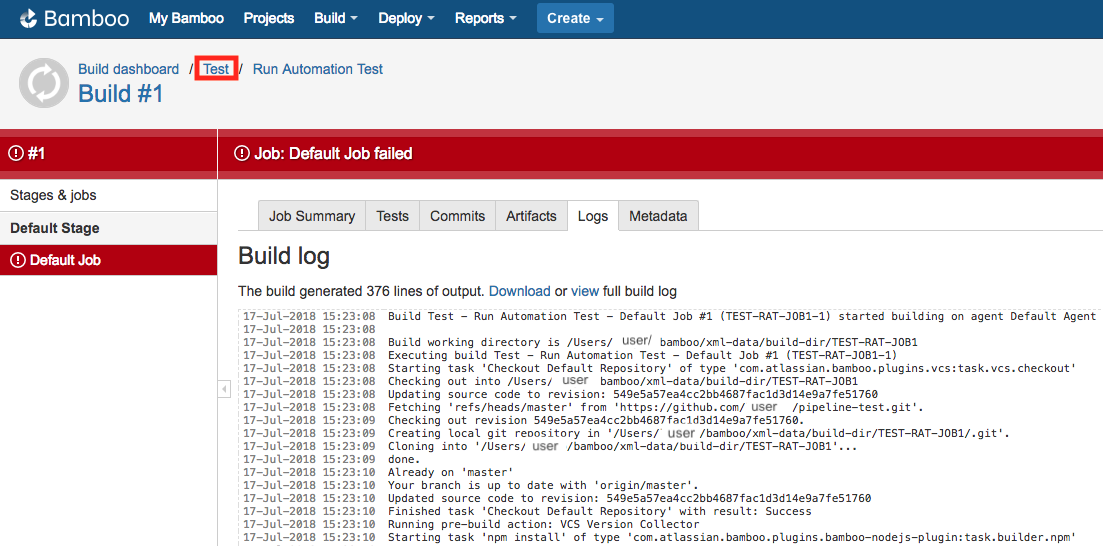 Bamboo My Bamboo Projects Build Deploy Reports Create
Build dashboard / Test / Run Automation Test
Build #1
#1
Job: Default Job failed
Stages & jobs
Default Stage
Default Job
Job Summary Tests Commits Artifacts Logs Metadata
Build log
The build generated 376 lines of output. Download or view full build log
17-Jul-2018 15:23:08 Build Test - Run Automation Test - Default Job #1 (TEST-RAT-JOB1-1) started building on agent Default Agent
17-Jul-2018 15:23:08
17-Jul-2018 15:23:08 Build working directory is /Users/ user/ bamboo/xml-data/build-dir/TEST-RAT-JOB1
17-Jul-2018 15:23:08 Executing build Test - Run Automation Test - Default Job #1 (TEST-RAT-JOB1-1)
17-Jul-2018 15:23:08 Starting task 'Checkout Default Repository' of type 'com.atlassian.bamboo.plugins.vcs:task.vcs.checkout'
17-Jul-2018 15:23:08 Checking out into /Users/ user bamboo/xml-data/build-dir/TEST-RAT-JOB1
17-Jul-2018 15:23:08 Updating source code to revision: 549e5a57ea4cc2bb4687fac1d3d14e9a7fe51760
17-Jul-2018 15:23:08 Fetching 'refs/heads/master' from 'https://github.com/ user /pipeline-test.git'.
17-Jul-2018 15:23:09 Checking out revision 549e5a57ea4cc2bb4687fac1d3d14e9a7fe51760.
17-Jul-2018 15:23:09 Creating local git repository in '/Users/ user /bamboo/xml-data/build-dir/TEST-RAT-JOB1/.git'.
17-Jul-2018 15:23:09 Cloning into '/Users/ user /bamboo/xml-data/build-dir/TEST-RAT-JOB1'...
17-Jul-2018 15:23:09 done.
17-Jul-2018 15:23:10 Already on 'master'
17-Jul-2018 15:23:10 Your branch is up to date with 'origin/master'.
17-Jul-2018 15:23:10 Updated source code to revision: 549e5a57ea4cc2bb4687fac1d3d14e9a7fe51760
17-Jul-2018 15:23:10 Finished task 'Checkout Default Repository' with result: Success
17-Jul-2018 15:23:10 Running pre-build action: VCS Version Collector
17-Jul-2018 15:23:10 Starting task 'npm install' of type 'com.atlassian.bamboo.plugins.bamboo-nodejs-plugin:task.builder.npm'